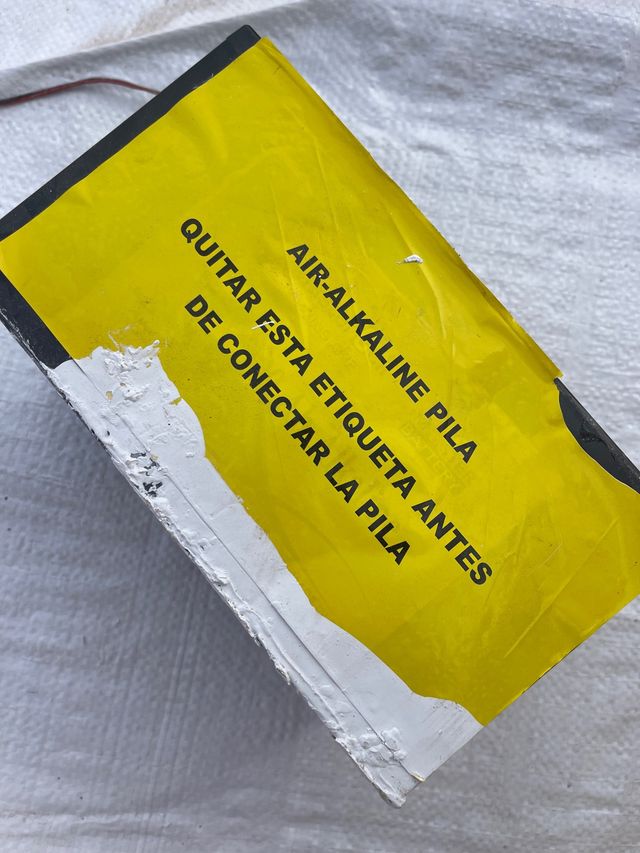 AIR-ALKALINE PILA
QUITAR ESTA ETIQUETA ANTES
DE CONECTAR LA PILA